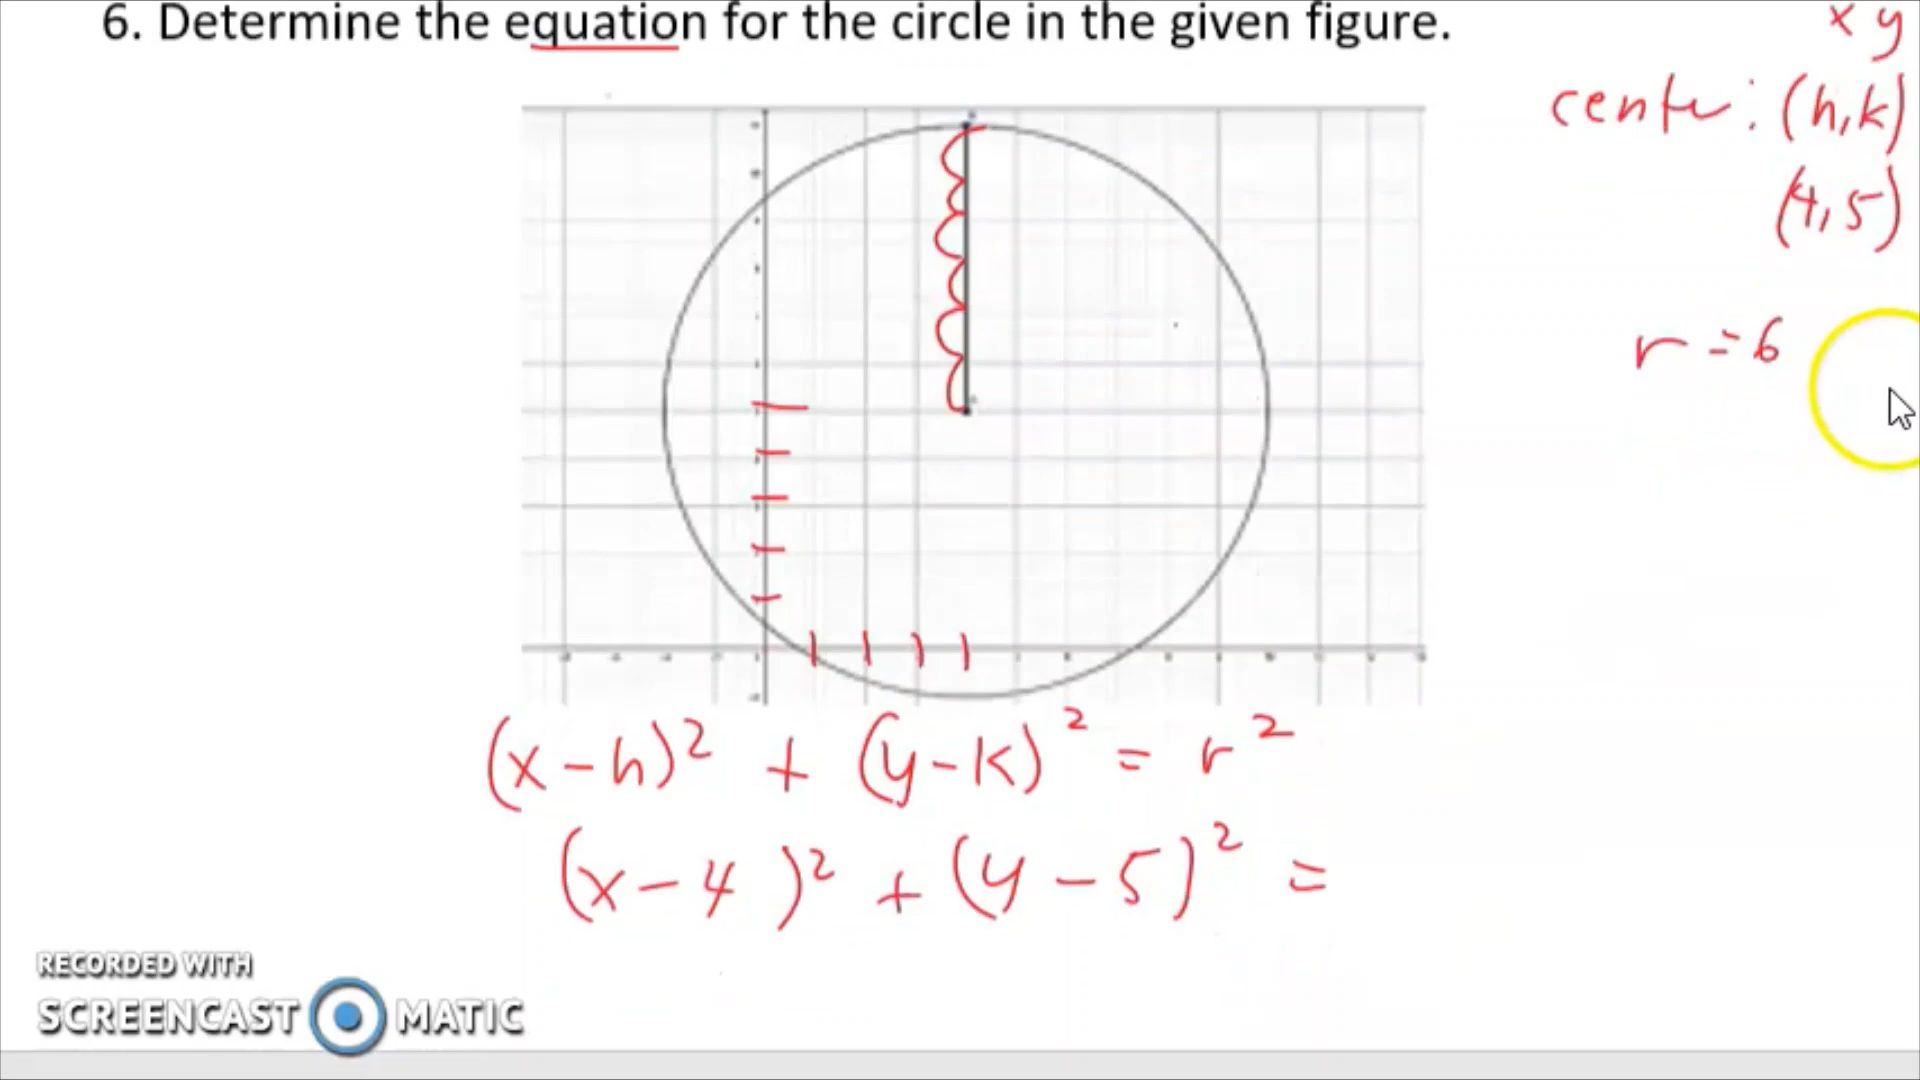 6. Determine the equation for the circle in the given figure.
x y
center: (h,k)
(4,5)
r = 6
(x-h)² + (y-k)² = r²
(x-4)² + (y-5)² =
RECORDED WITH
SCREENCAST MATIC